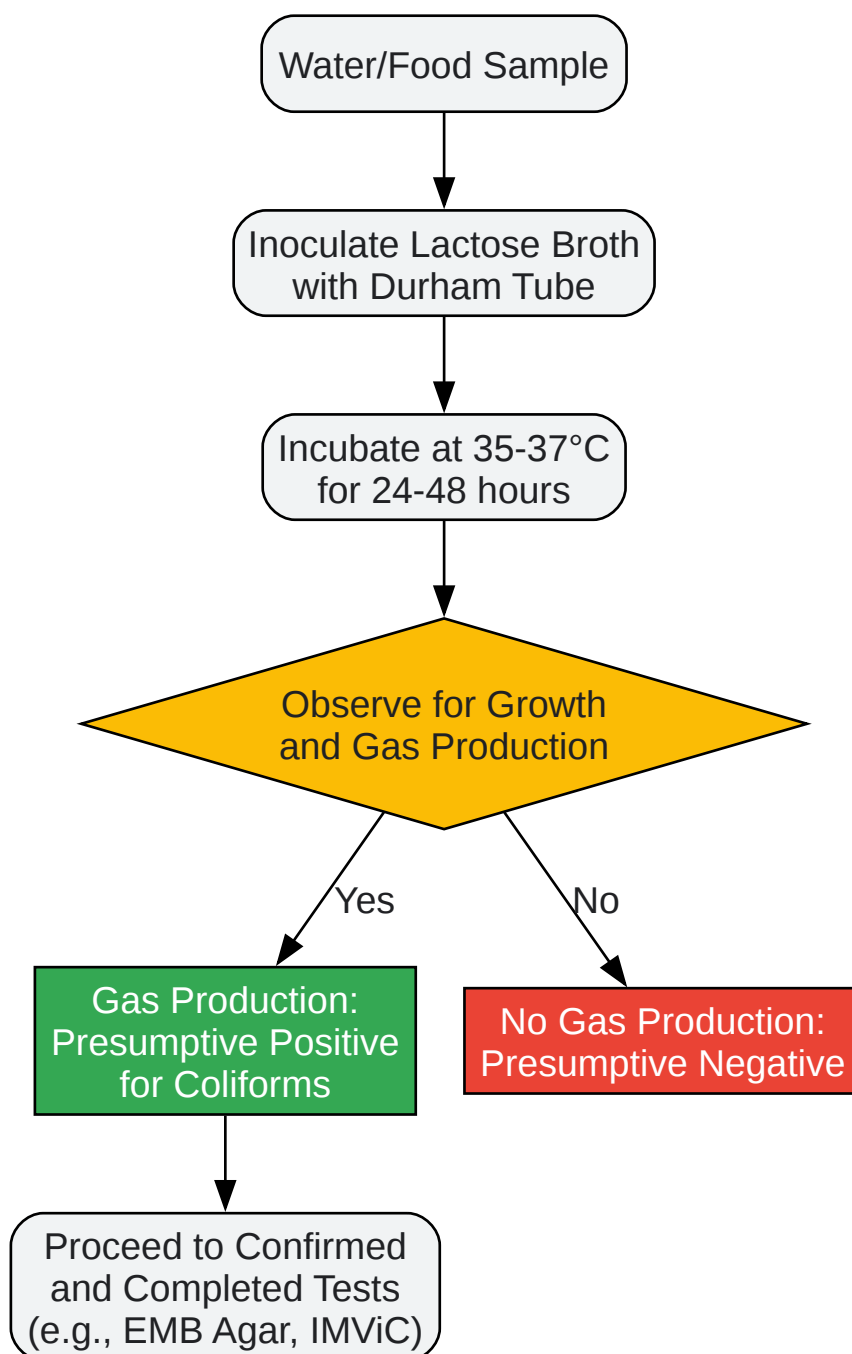 Water/Food Sample
Inoculate Lactose Broth
with Durham Tube
Incubate at 35-37°C
for 24-48 hours
Observe for Growth
and Gas Production
Yes
No
Gas Production:
Presumptive Positive
for Coliforms
No Gas Production:
Presumptive Negative
Proceed to Confirmed
and Completed Tests
(e.g., EMB Agar, IMViC)